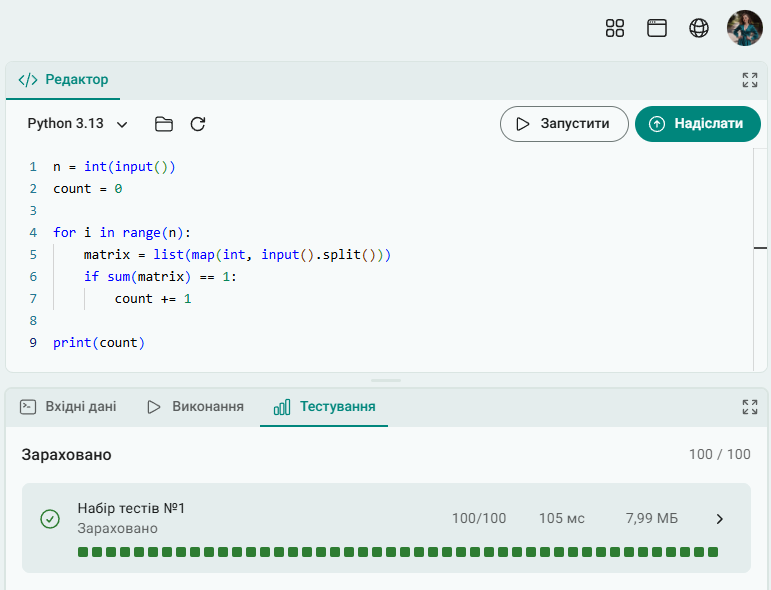 </> Редактор
Python 3.13
Запустити
Надіслати
1 n = int(input())
2 count = 0
3
4 for i in range(n):
5     matrix = list(map(int, input().split()))
6     if sum(matrix) == 1:
7         count += 1
8
9 print(count)
Вхідні дані
Виконання
Тестування
Зараховано
100 / 100
Набір тестів №1
Зараховано
100/100
105 мс
7,99 МБ